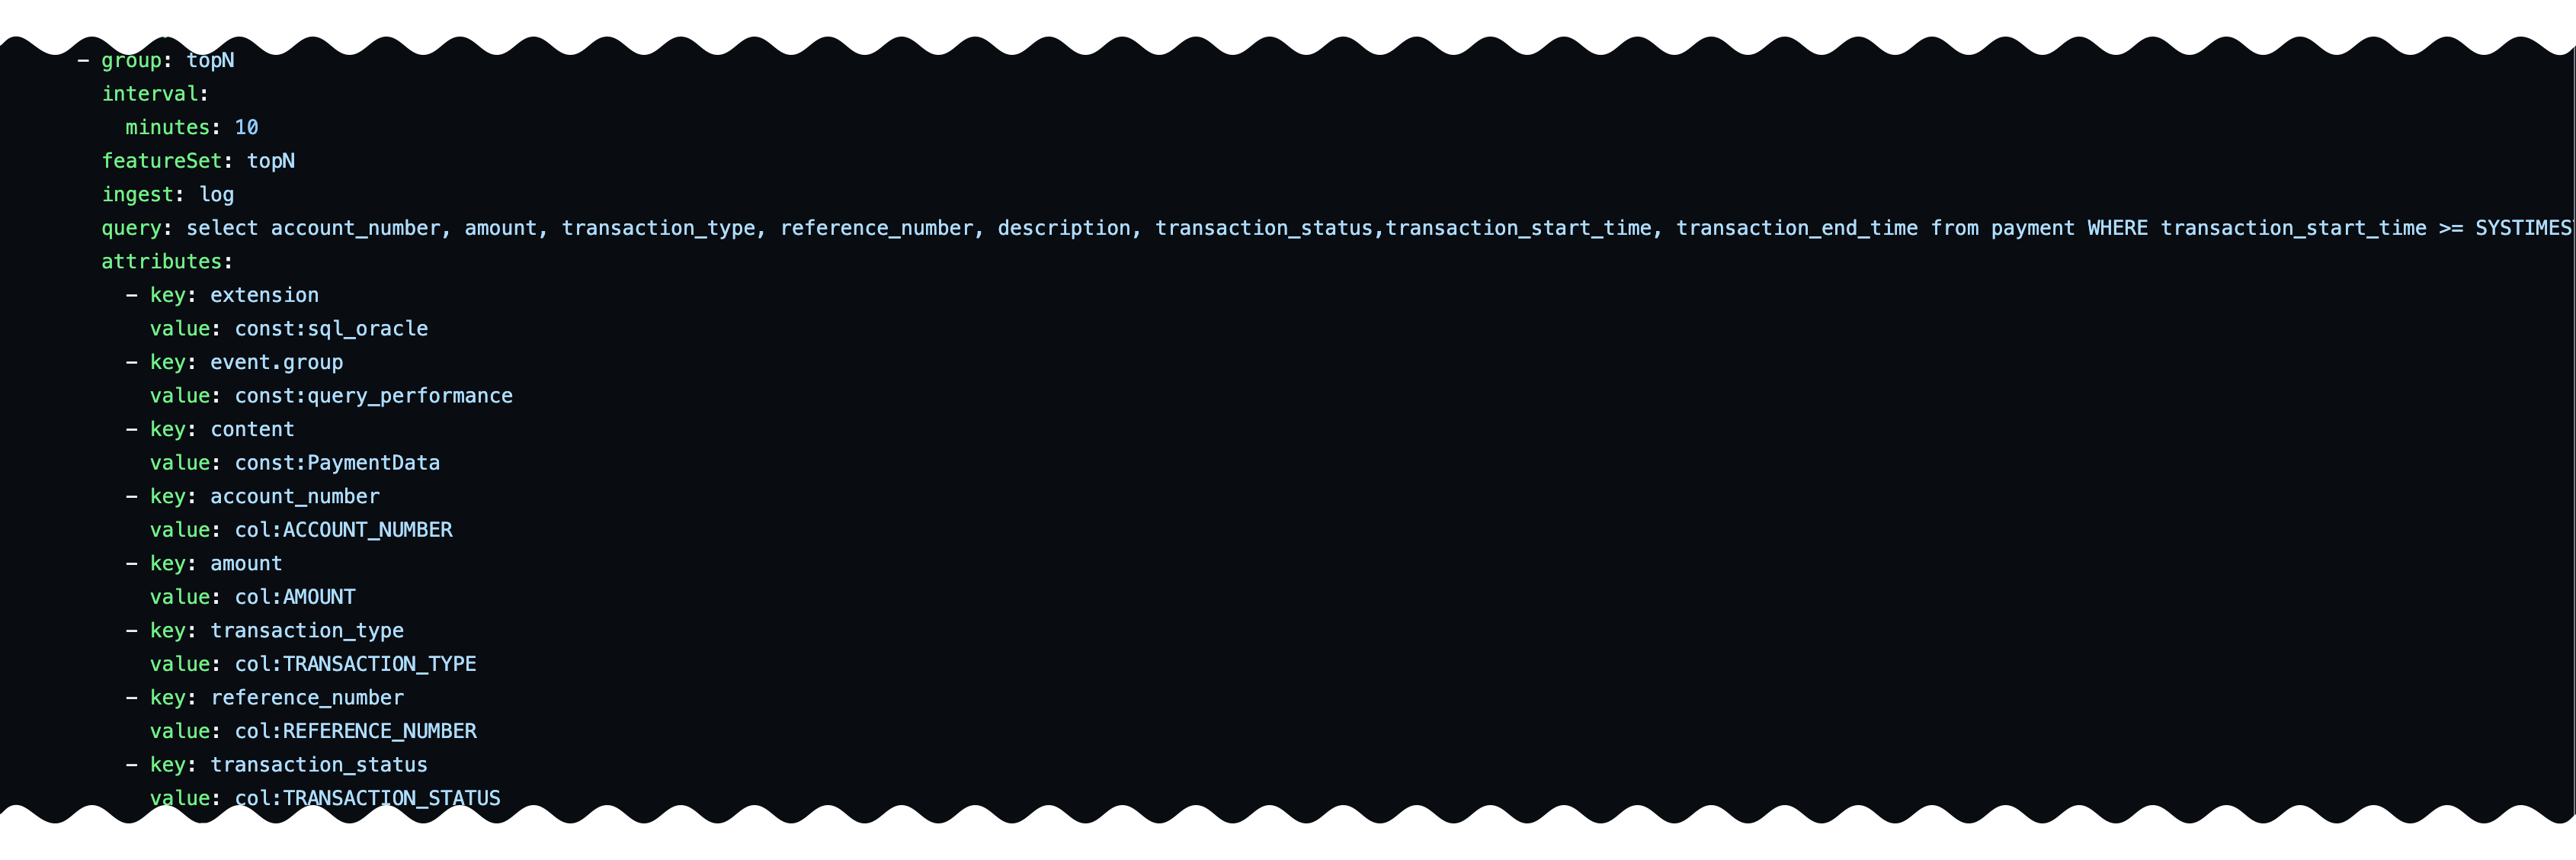 - group: topN
interval:
minutes: 10
featureSet: topN
ingest: log
query: select account_number, amount, transaction_type, reference_number, description, transaction_status,transaction_start_time, transaction_end_time from payment WHERE transaction_start_time >= SYSTIMES
attributes:
- key: extension
value: const:sql_oracle
- key: event.group
value: const:query_performance
- key: content
value: const:PaymentData
- key: account_number
value: col:ACCOUNT_NUMBER
- key: amount
value: col:AMOUNT
- key: transaction_type
value: col:TRANSACTION_TYPE
- key: reference_number
value: col:REFERENCE_NUMBER
- key: transaction_status
value: col:TRANSACTION_STATUS